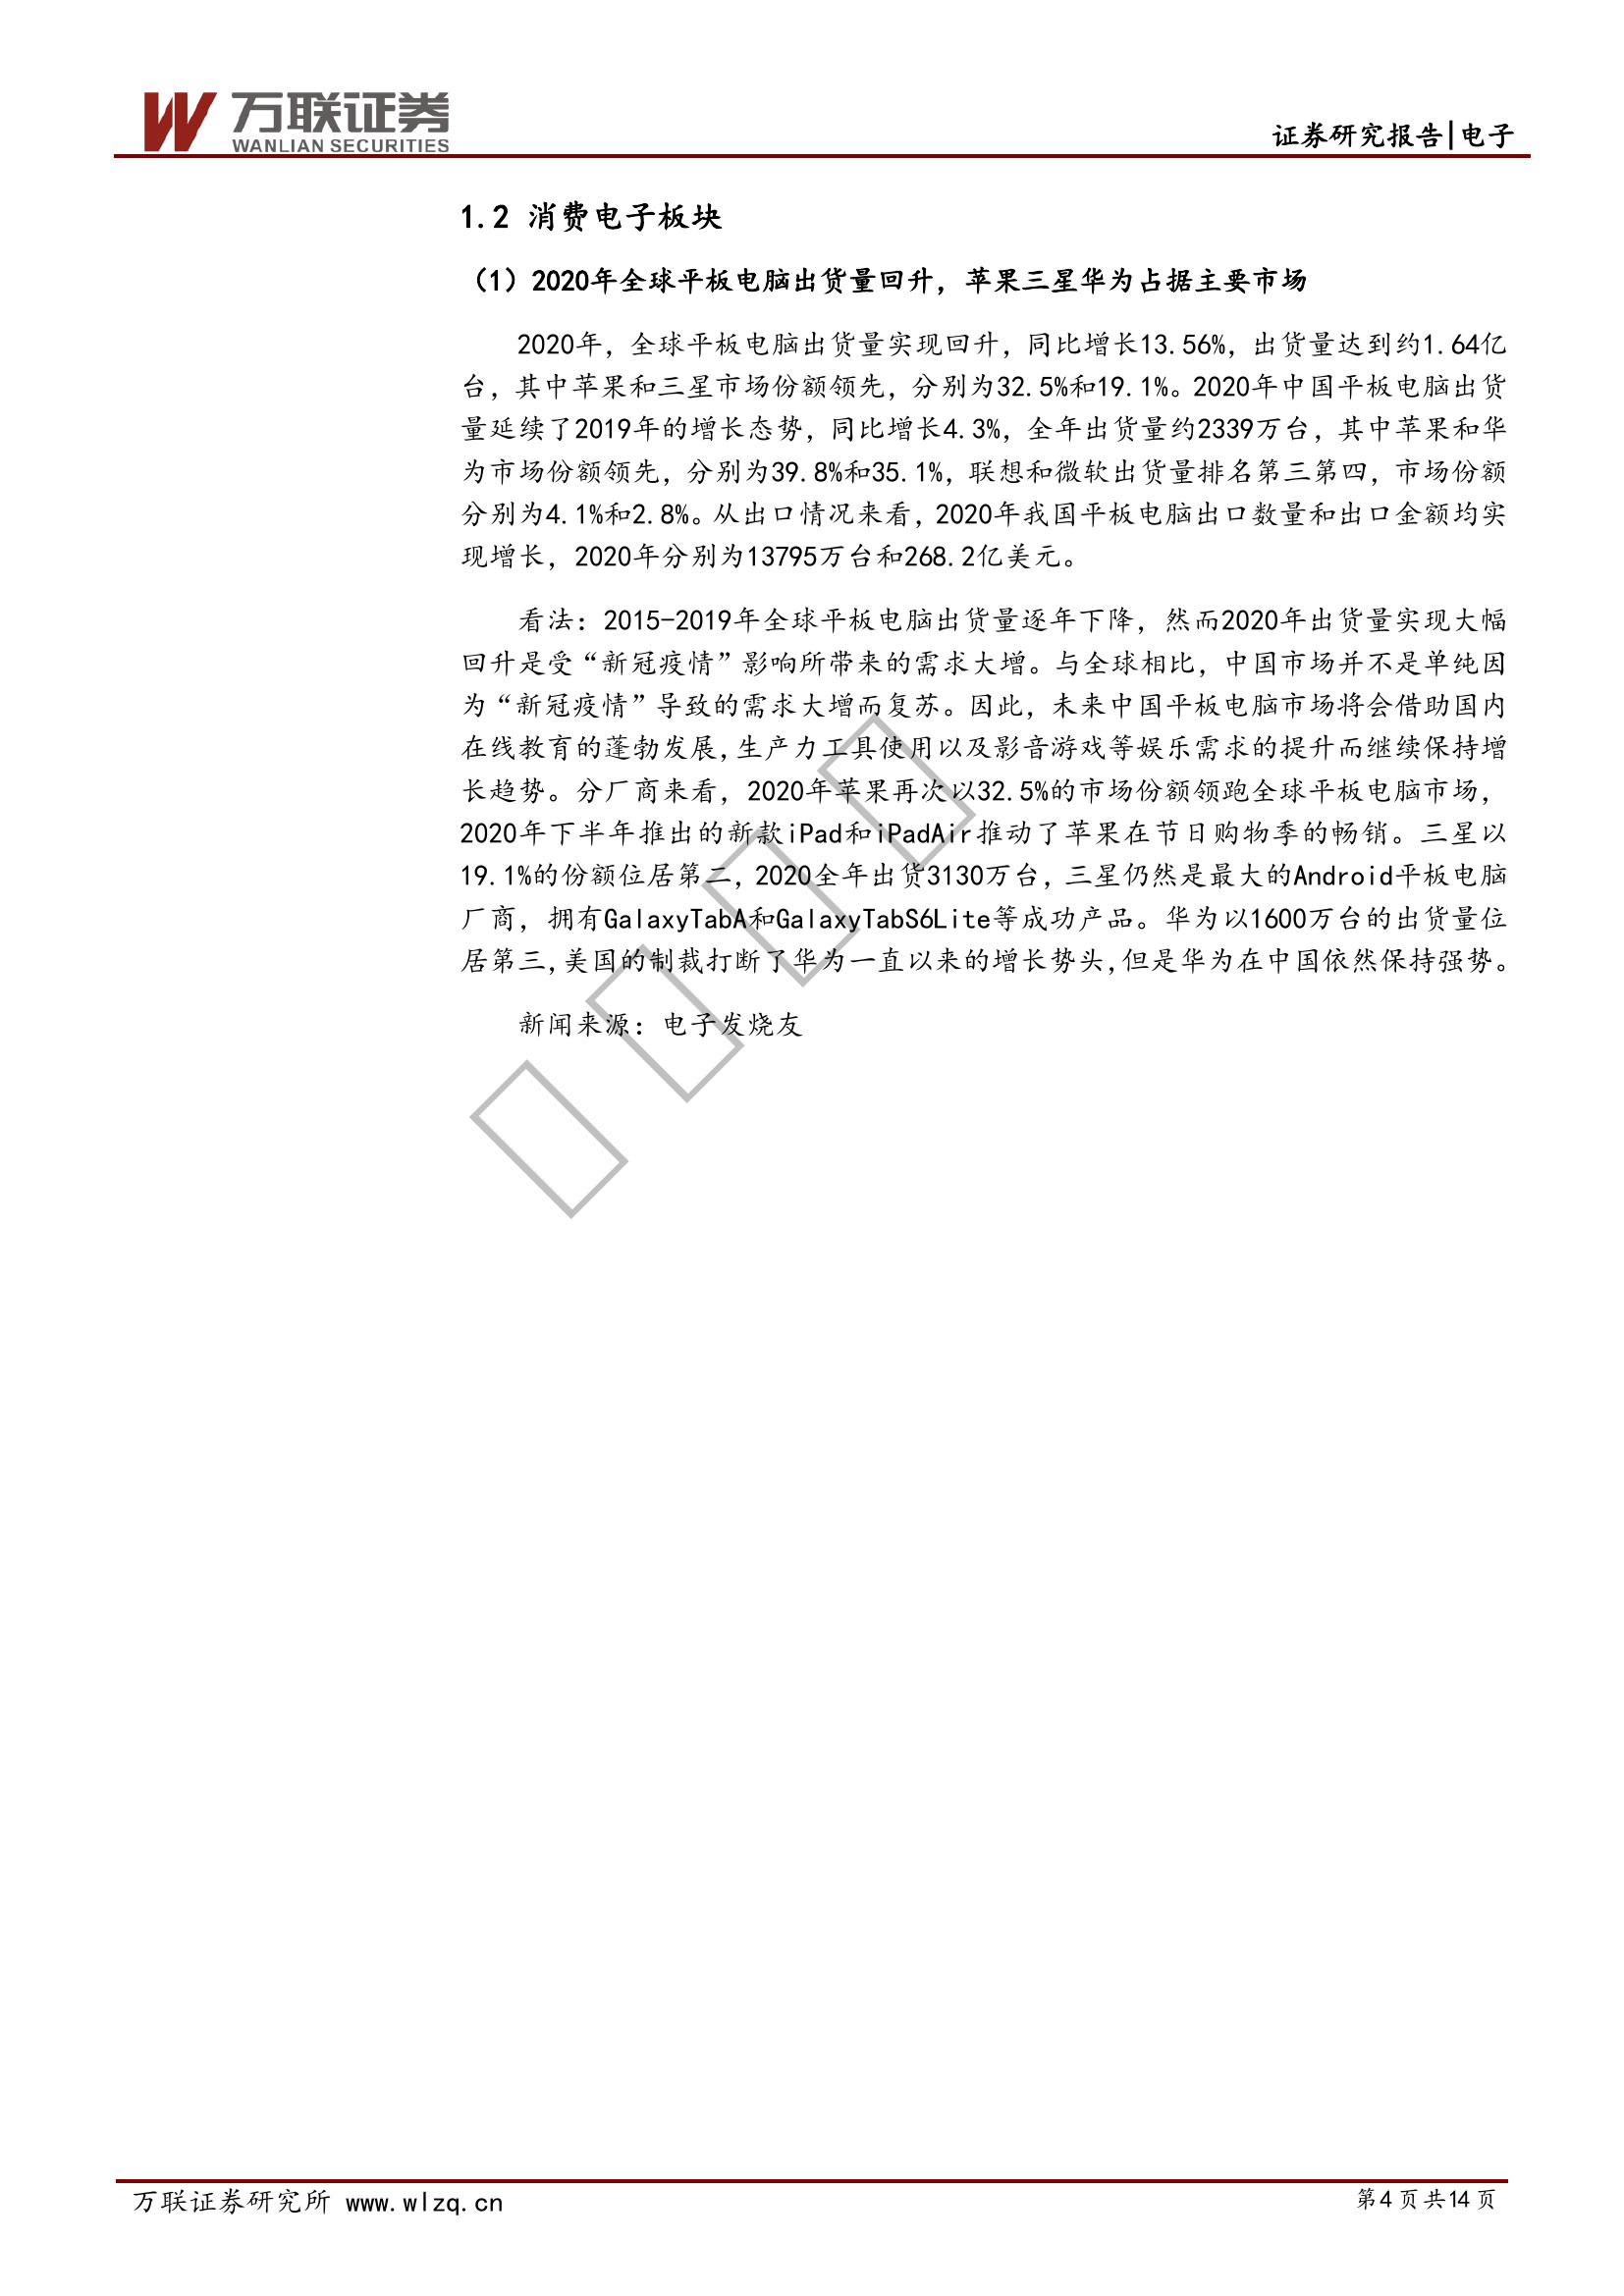 万联证券
WANLIAN SECURITIES
证券研究报告|电子
1.2 消费电子板块
（1）2020年全球平板电脑出货量回升，苹果三星华为占据主要市场
2020年，全球平板电脑出货量实现回升，同比增长13.56%，出货量达到约1.64亿
台，其中苹果和三星市场份额领先，分别为32.5%和19.1%。2020年中国平板电脑出货
量延续了2019年的增长态势，同比增长4.3%，全年出货量约2339万台，其中苹果和华
为市场份额领先，分别为39.8%和35.1%，联想和微软出货量排名第三第四，市场份额
分别为4.1%和2.8%。从出口情况来看，2020年我国平板电脑出口数量和出口金额均实
现增长，2020年分别为13795万台和268.2亿美元。
看法：2015-2019年全球平板电脑出货量逐年下降，然而2020年出货量实现大幅
回升是受“新冠疫情”影响所带来的需求大增。与全球相比，中国市场并不是单纯因
为“新冠疫情”导致的需求大增而复苏。因此，未来中国平板电脑市场将会借助国内
在线教育的蓬勃发展,生产力工具使用以及影音游戏等娱乐需求的提升而继续保持增
长趋势。分厂商来看，2020年苹果再次以32.5%的市场份额领跑全球平板电脑市场，
2020年下半年推出的新款iPad和iPadAir推动了苹果在节日购物季的畅销。三星以
19.1%的份额位居第二,2020全年出货3130万台,三星仍然是最大的Android平板电脑
厂商，拥有GalaxyTabA和GalaxyTabS6Lite等成功产品。华为以1600万台的出货量位
居第三,美国的制裁打断了华为一直以来的增长势头,但是华为在中国依然保持强势。
新闻来源：电子发烧友
万联证券研究所 www.wlzq.cn
第4页共14页